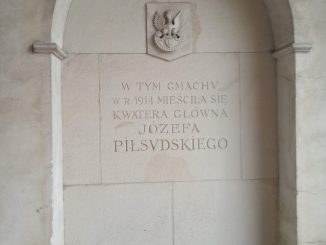 W TYM GMACHV
W R. 1914 MIEŚCIŁA SIĘ
KWATERA GŁÓWNA
JÓZEFA
PIŁSVDSKIEGO